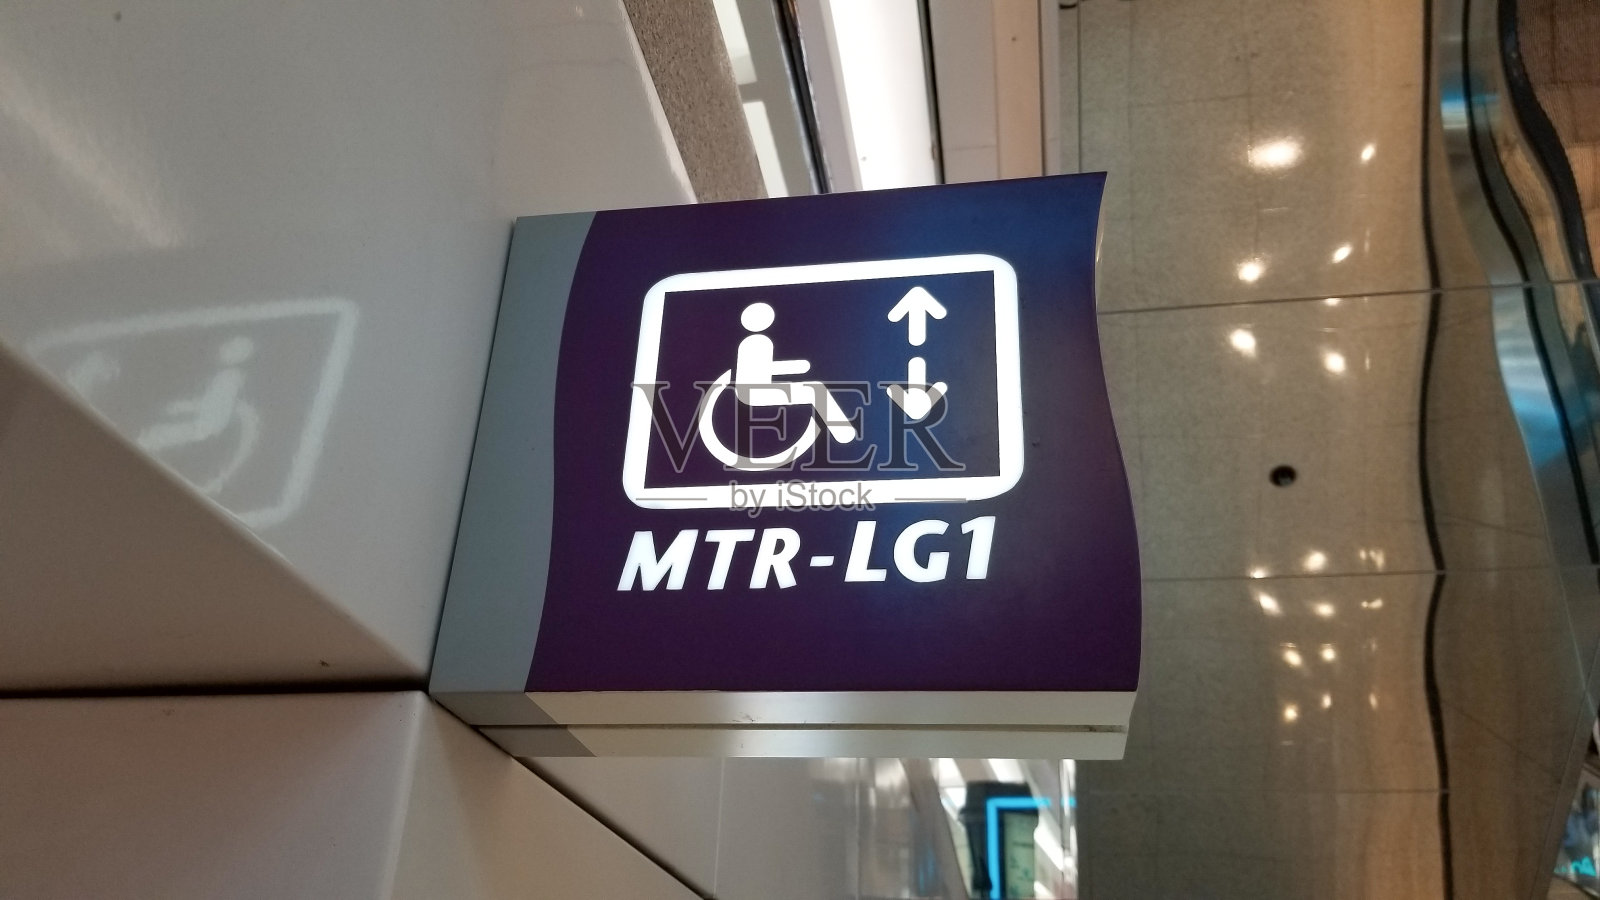 VEER
by iStock
MTR-LG1